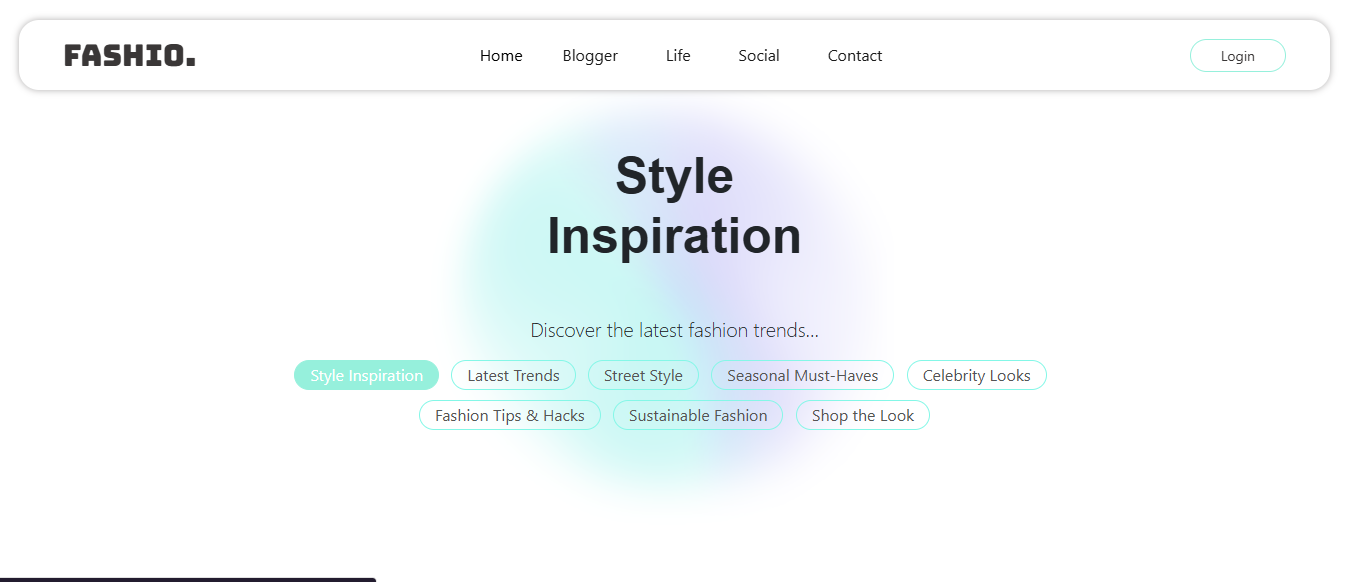 FASHIO. Home Blogger Life Social Contact Login
Style
Inspiration
Discover the latest fashion trends...
Style Inspiration Latest Trends Street Style Seasonal Must-Haves Celebrity Looks
Fashion Tips & Hacks Sustainable Fashion Shop the Look